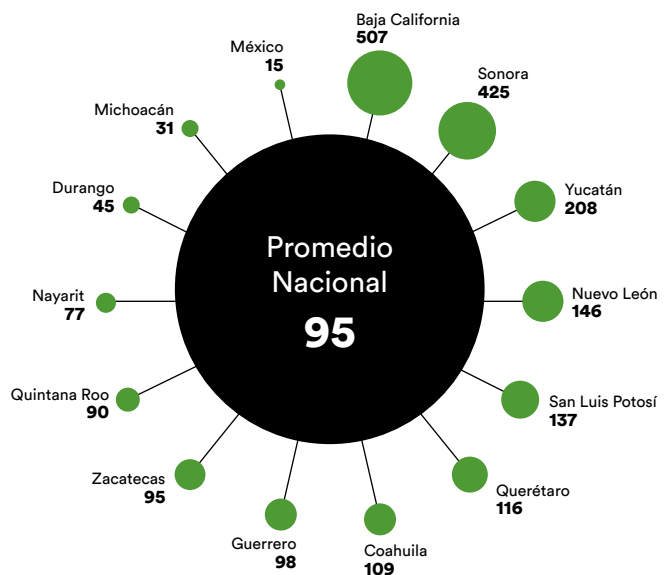 Baja California
507
Sonora
425
Yucatán
208
Nuevo León
146
San Luis Potosí
137
Querétaro
116
Coahuila
109
Guerrero
98
Zacatecas
95
Quintana Roo
90
Nayarit
77
Durango
45
Michoacán
31
México
15
Promedio
Nacional
95